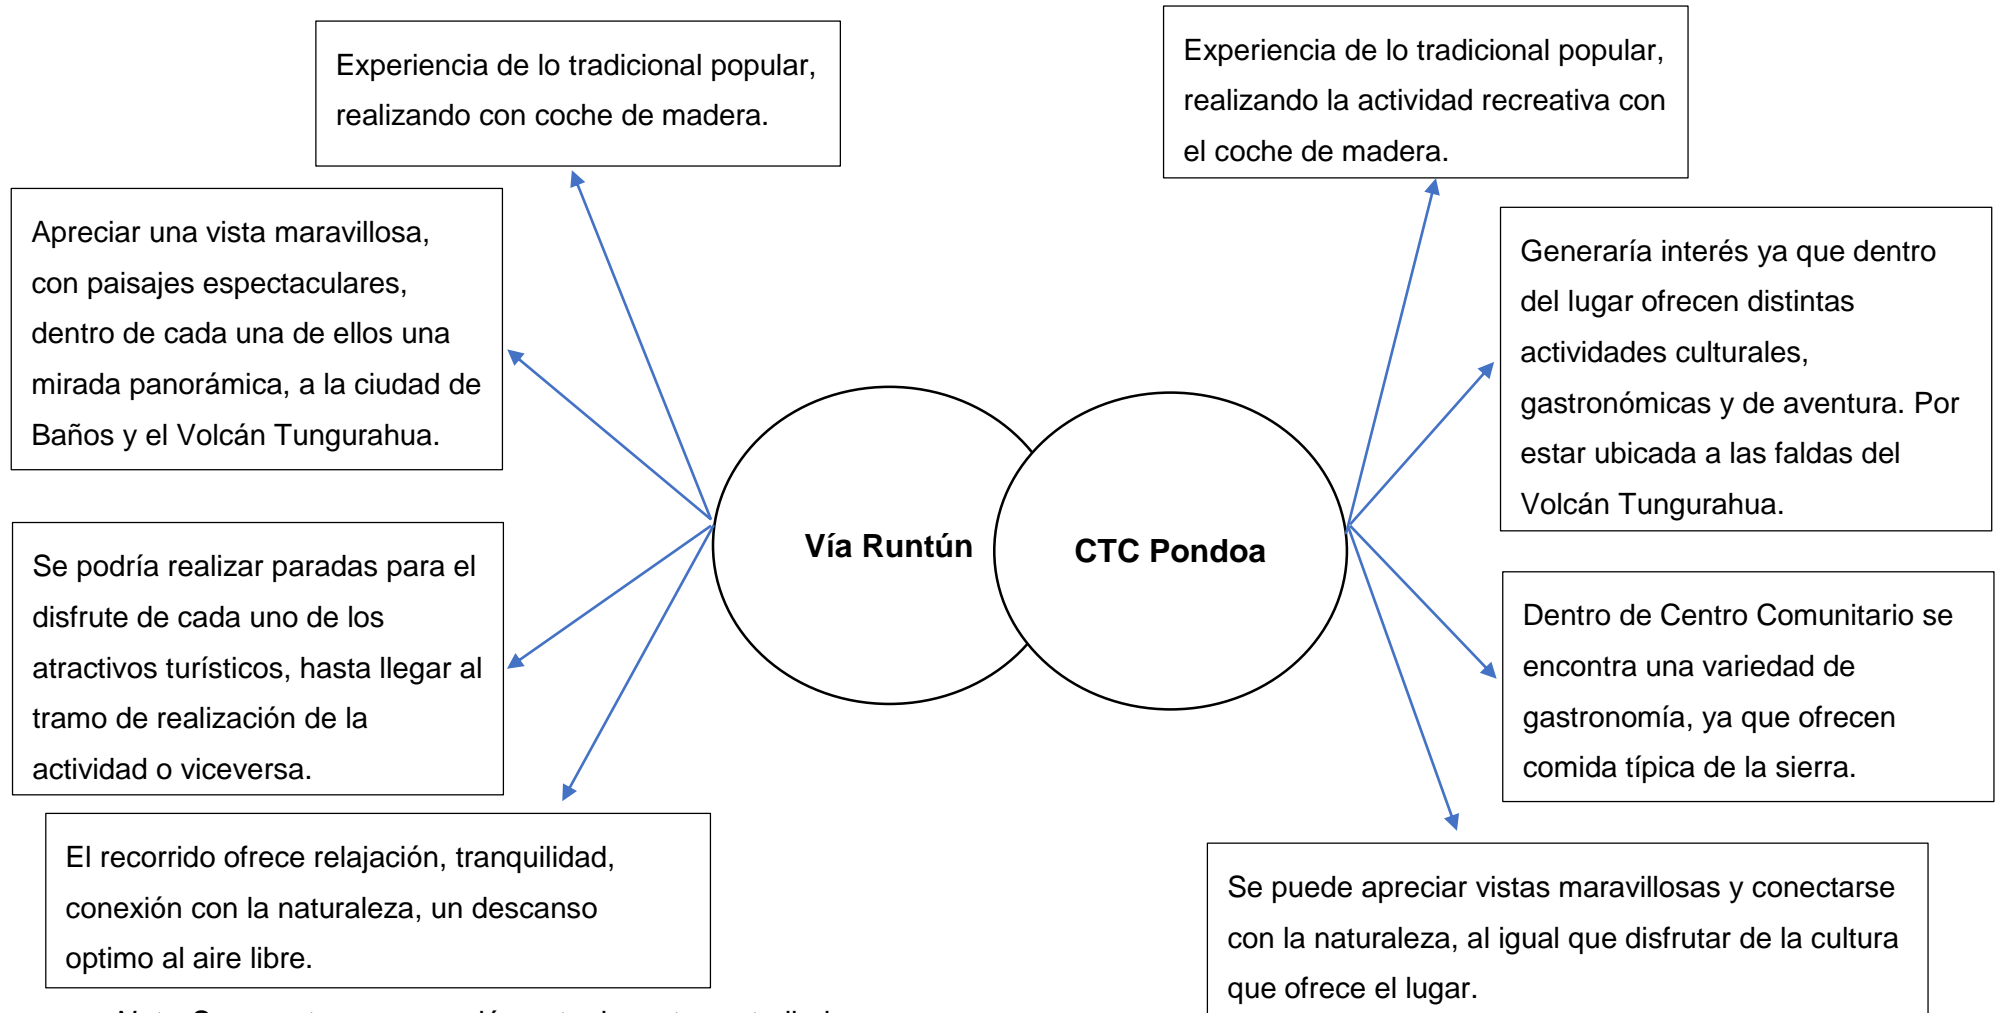 Experiencia de lo tradicional popular,
realizando con coche de madera.
Apreciar una vista maravillosa,
con paisajes espectaculares,
dentro de cada una de ellos una
mirada panorámica, a la ciudad de
Baños y el Volcán Tungurahua.
Se podría realizar paradas para el
disfrute de cada uno de los
atractivos turísticos, hasta llegar al
tramo de realización de la
actividad o viceversa.
El recorrido ofrece relajación, tranquilidad,
conexión con la naturaleza, un descanso
optimo al aire libre.
Vía Runtún
CTC Pondoa
Experiencia de lo tradicional popular,
realizando la actividad recreativa con
el coche de madera.
Generaría interés ya que dentro
del lugar ofrecen distintas
actividades culturales,
gastronómicas y de aventura. Por
estar ubicada a las faldas del
Volcán Tungurahua.
Dentro de Centro Comunitario se
encontra una variedad de
gastronomía, ya que ofrecen
comida típica de la sierra.
Se puede apreciar vistas maravillosas y conectarse
con la naturaleza, al igual que disfrutar de la cultura
que ofrece el lugar.